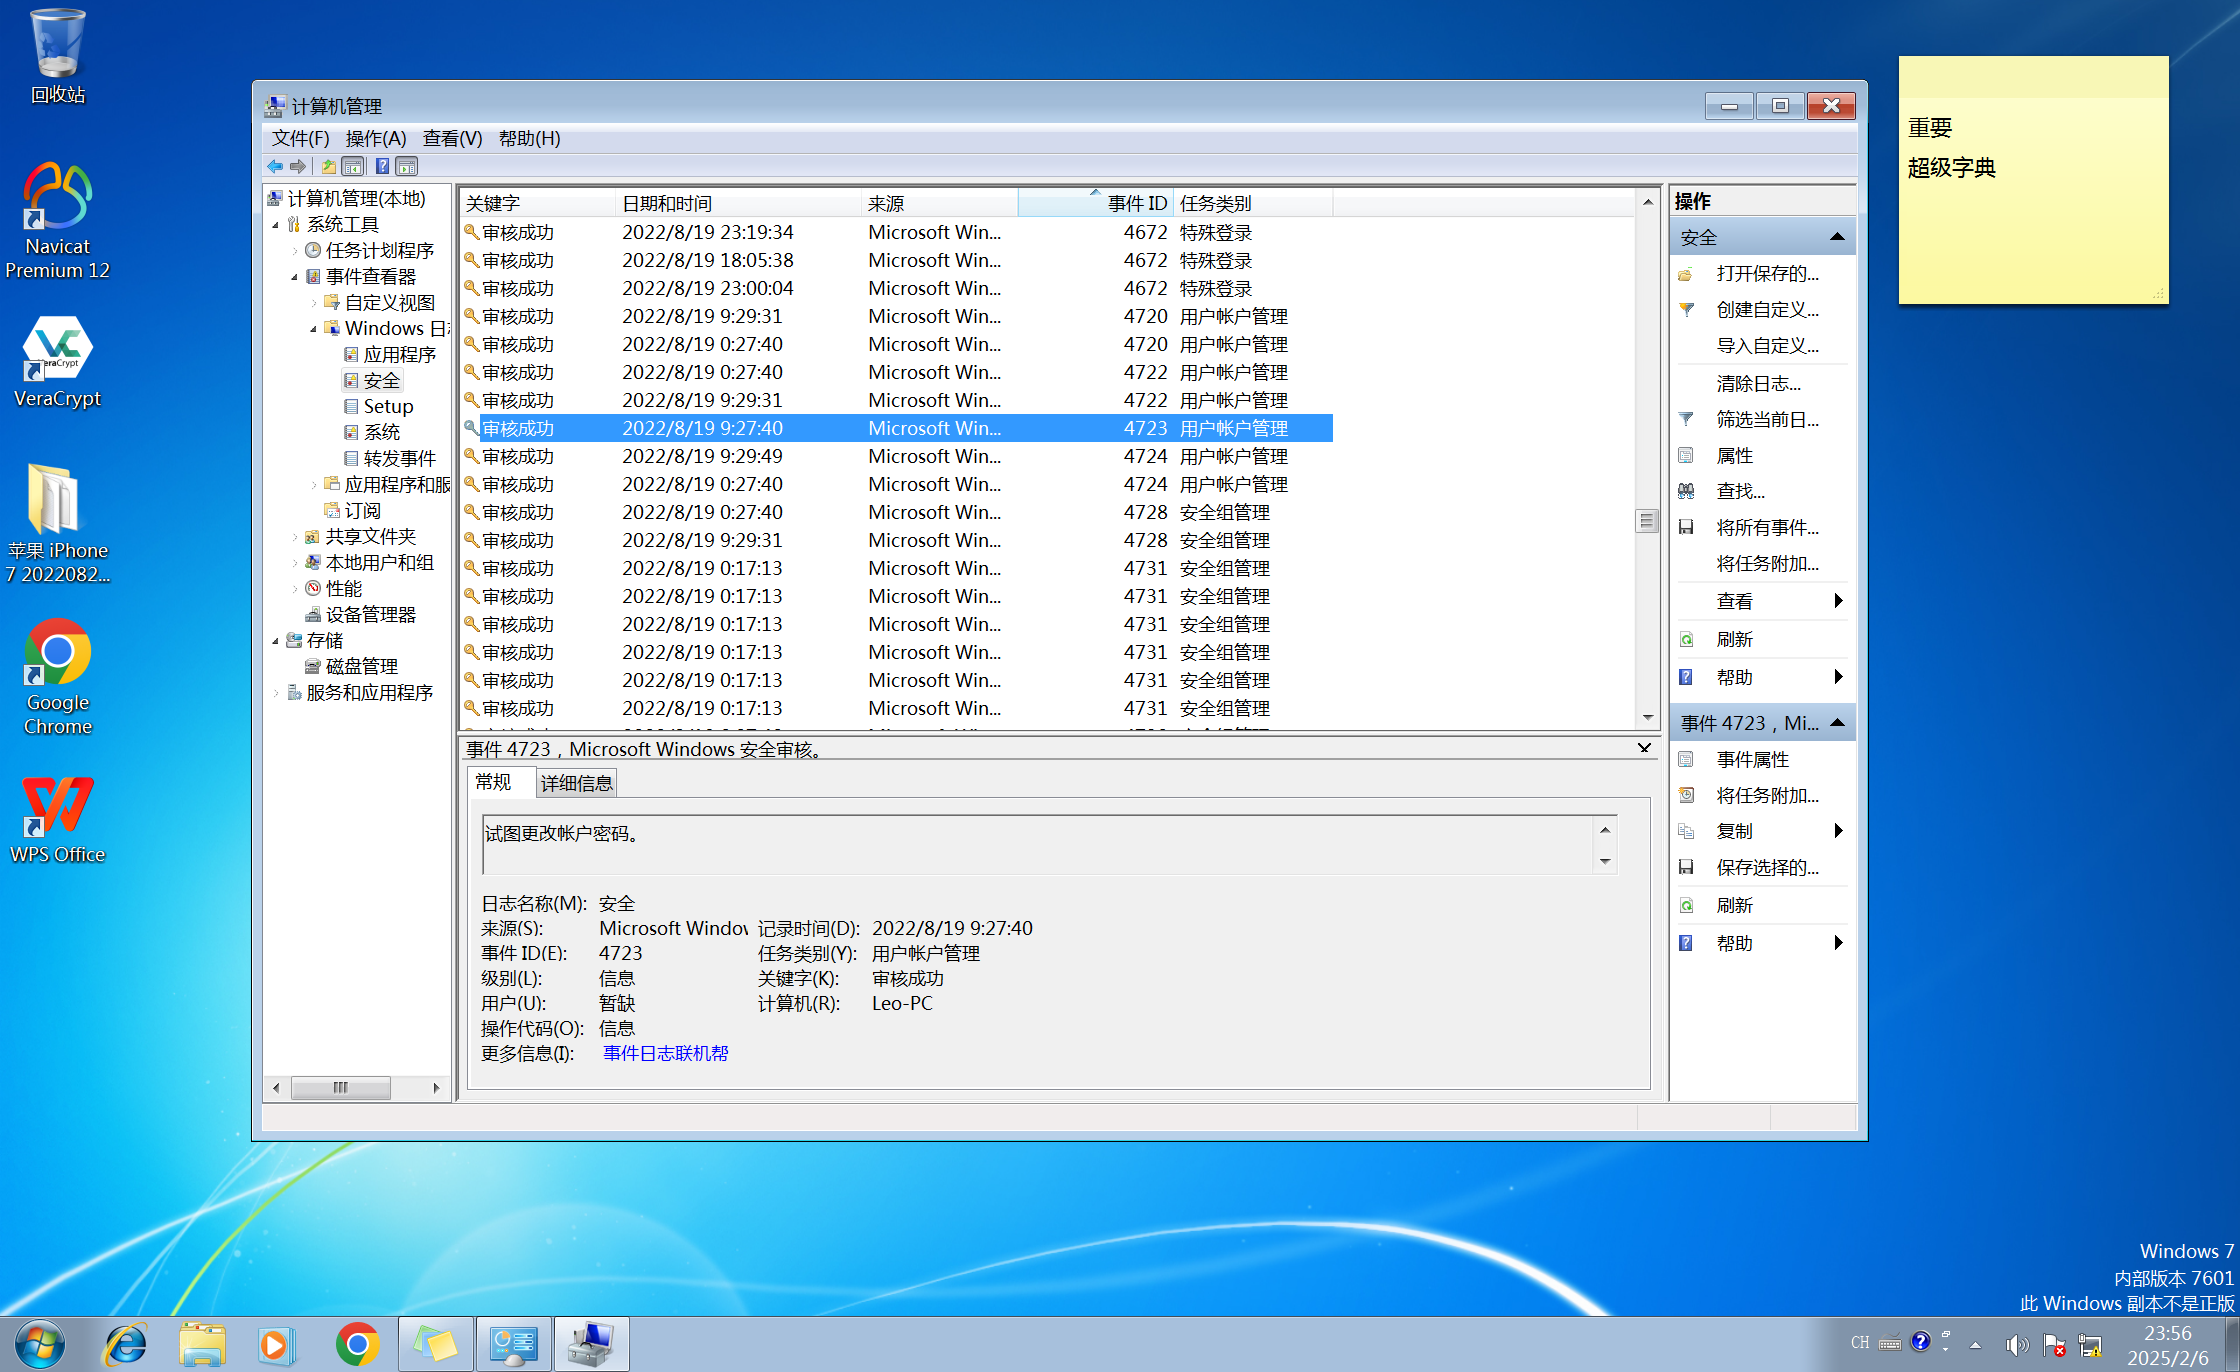 回收站
Navicat
Premium 12
VeraCrypt
苹果 iPhone
7 2022082...
Google
Chrome
WPS Office
计算机管理
文件(F) 操作(A) 查看(V) 帮助(H)
计算机管理(本地)
系统工具
任务计划程序
事件查看器
自定义视图
Windows 日
应用程序
安全
Setup
系统
转发事件
应用程序和服
订阅
共享文件夹
本地用户和组
性能
设备管理器
存储
磁盘管理
服务和应用程序
关键字 日期和时间 来源 事件 ID 任务类别
审核成功 2022/8/19 23:19:34 Microsoft Win... 4672 特殊登录
审核成功 2022/8/19 18:05:38 Microsoft Win... 4672 特殊登录
审核成功 2022/8/19 23:00:04 Microsoft Win... 4672 特殊登录
审核成功 2022/8/19 9:29:31 Microsoft Win... 4720 用户帐户管理
审核成功 2022/8/19 0:27:40 Microsoft Win... 4720 用户帐户管理
审核成功 2022/8/19 0:27:40 Microsoft Win... 4722 用户帐户管理
审核成功 2022/8/19 9:29:31 Microsoft Win... 4722 用户帐户管理
审核成功 2022/8/19 9:27:40 Microsoft Win... 4723 用户帐户管理
审核成功 2022/8/19 9:29:49 Microsoft Win... 4724 用户帐户管理
审核成功 2022/8/19 0:27:40 Microsoft Win... 4724 用户帐户管理
审核成功 2022/8/19 0:27:40 Microsoft Win... 4728 安全组管理
审核成功 2022/8/19 9:29:31 Microsoft Win... 4728 安全组管理
审核成功 2022/8/19 0:17:13 Microsoft Win... 4731 安全组管理
审核成功 2022/8/19 0:17:13 Microsoft Win... 4731 安全组管理
审核成功 2022/8/19 0:17:13 Microsoft Win... 4731 安全组管理
审核成功 2022/8/19 0:17:13 Microsoft Win... 4731 安全组管理
审核成功 2022/8/19 0:17:13 Microsoft Win... 4731 安全组管理
审核成功 2022/8/19 0:17:13 Microsoft Win... 4731 安全组管理
事件 4723，Microsoft Windows 安全审核。
常规 详细信息
试图更改帐户密码。
日志名称(M): 安全
来源(S): Microsoft Window 记录时间(D): 2022/8/19 9:27:40
事件 ID(E): 4723 任务类别(Y): 用户帐户管理
级别(L): 信息 关键字(K): 审核成功
用户(U): 暂缺 计算机(R): Leo-PC
操作代码(O): 信息
更多信息(I): 事件日志联机帮
操作
安全
打开保存的...
创建自定义...
导入自定义...
清除日志...
筛选当前日...
属性
查找...
将所有事件...
将任务附加...
查看
刷新
帮助
事件 4723，Mi...
事件属性
将任务附加...
复制
保存选择的...
刷新
帮助
重要
超级字典
Windows 7
内部版本 7601
此 Windows 副本不是正版
CH
23:56
2025/2/6